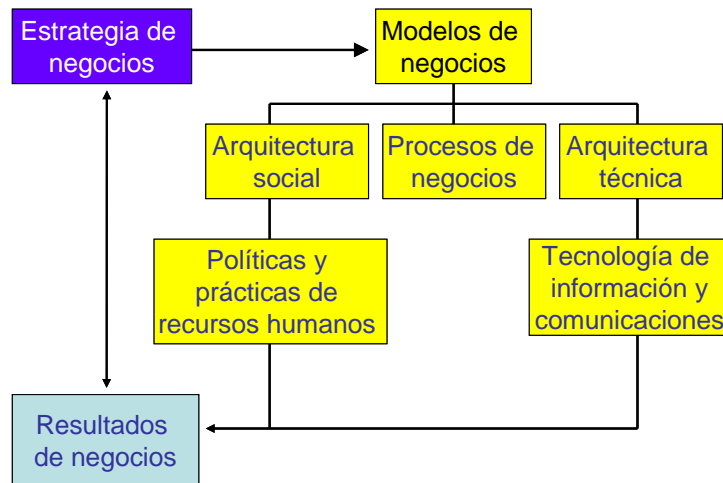 Estrategia de
negocios
Modelos de
negocios
Arquitectura
social
Procesos de
negocios
Arquitectura
técnica
Políticas y
prácticas de
recursos humanos
Tecnología de
información y
comunicaciones
Resultados
de negocios